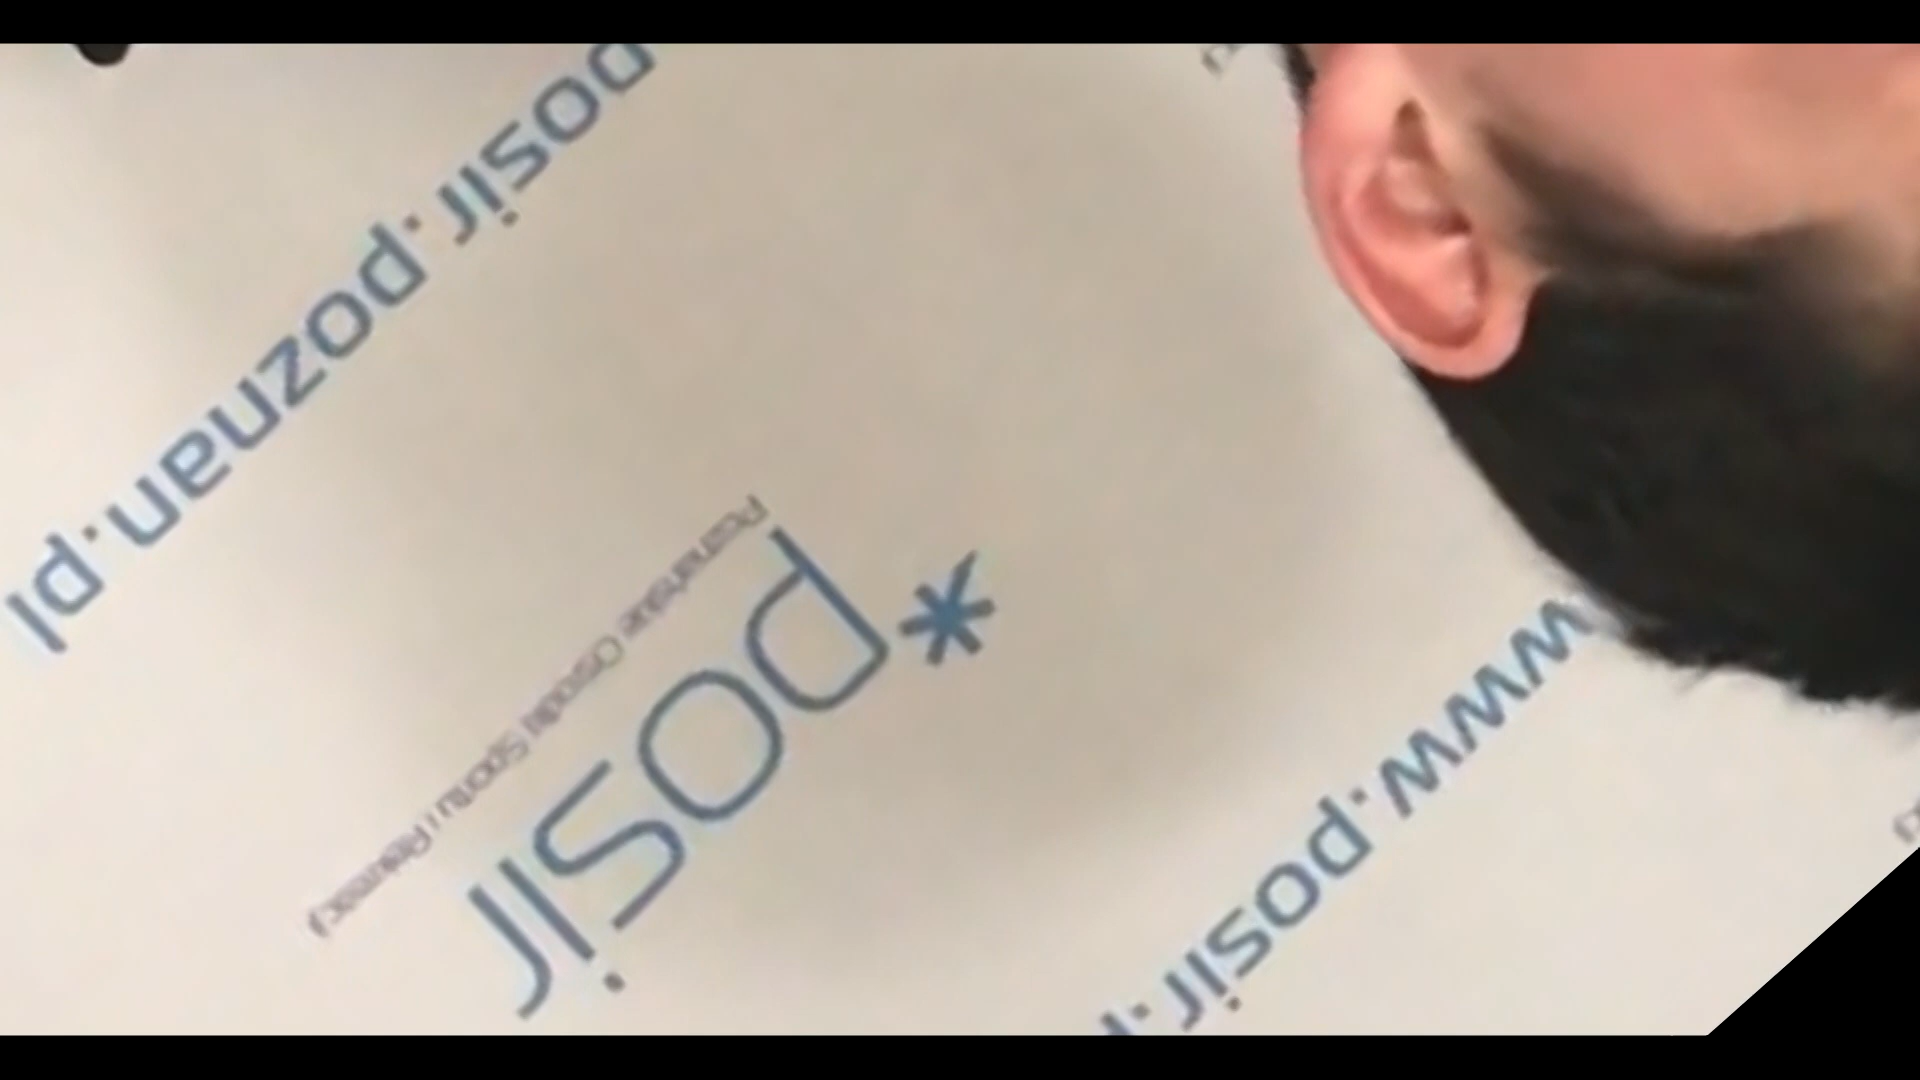 posir.poznan.pl
posir
Poznańskie Ośrodki Sportu i Rekreacji
www.posir.p